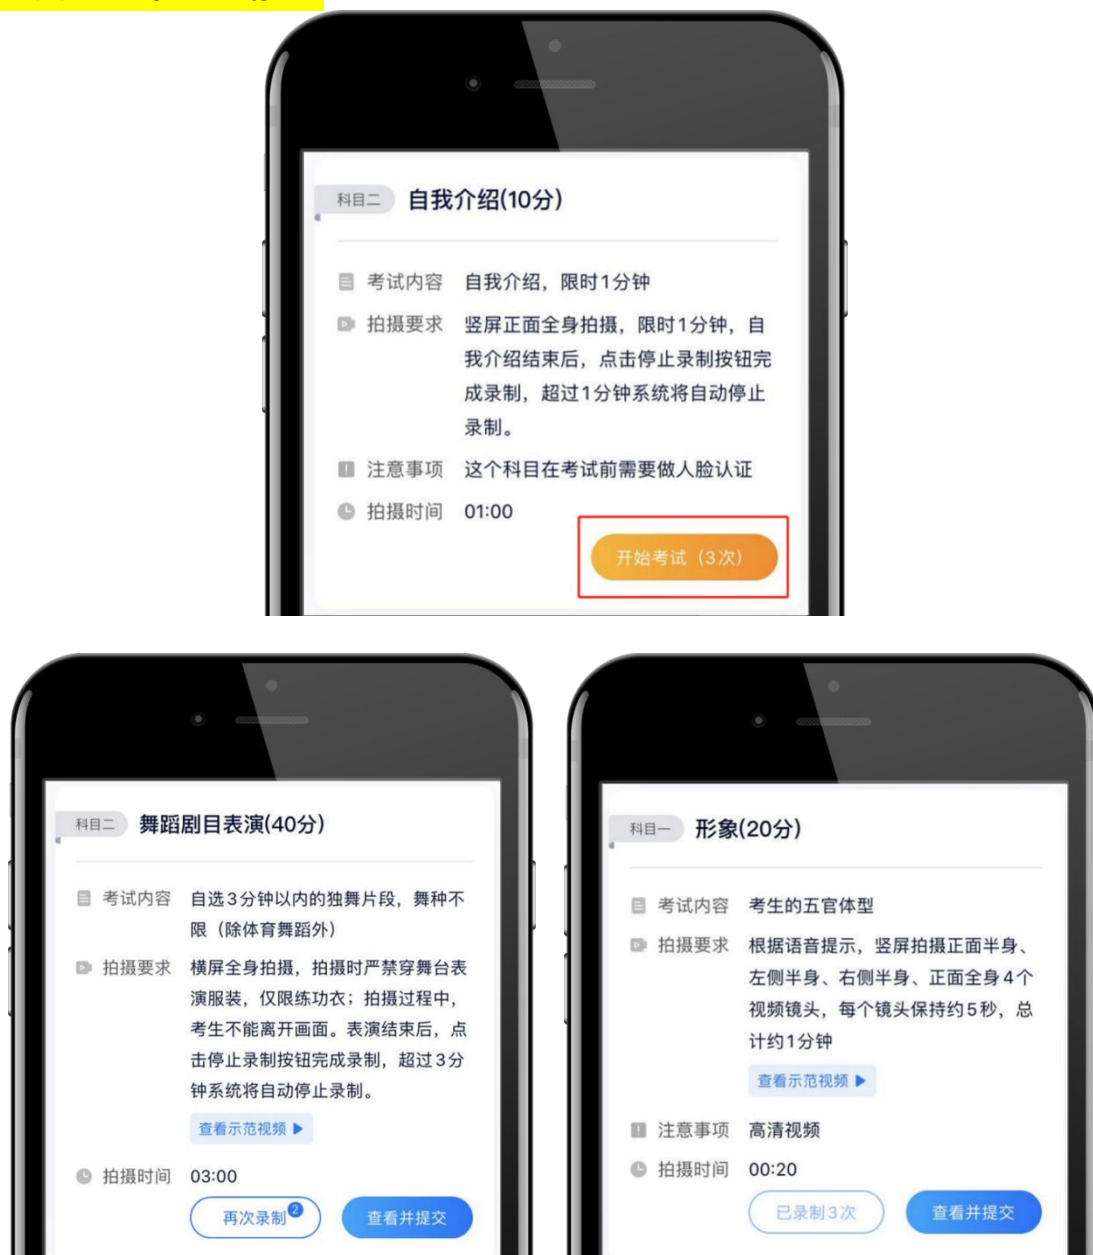 科目二 自我介绍(10分)
考试内容 自我介绍，限时1分钟
拍摄要求 竖屏正面全身拍摄，限时1分钟，自
我介绍结束后，点击停止录制按钮完
成录制，超过1分钟系统将自动停止
录制。
注意事项 这个科目在考试前需要做人脸认证
拍摄时间 01:00
开始考试（3次）
科目二 舞蹈剧目表演(40分)
考试内容 自选3分钟以内的独舞片段，舞种不
限（除体育舞蹈外）
拍摄要求 横屏全身拍摄，拍摄时严禁穿舞台表
演服装，仅限练功衣；拍摄过程中，
考生不能离开画面。表演结束后，点
击停止录制按钮完成录制，超过3分
钟系统将自动停止录制。
查看示范视频
拍摄时间 03:00
再次录制 2 查看并提交
科目一 形象(20分)
考试内容 考生的五官体型
拍摄要求 根据语音提示，竖屏拍摄正面半身、
左侧半身、右侧半身、正面全身4个
视频镜头，每个镜头保持约5秒，总
计约1分钟
查看示范视频
注意事项 高清视频
拍摄时间 00:20
已录制3次 查看并提交